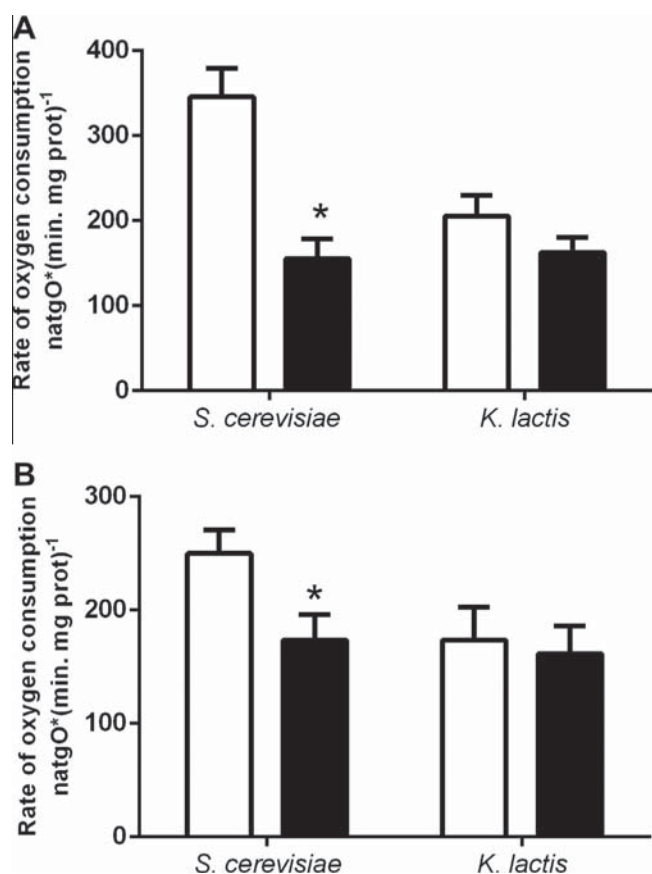 A
Rate of oxygen consumption
natgO*(min. mg prot)-1
400
300
200
100
0
*
S. cerevisiae K. lactis
B
Rate of oxygen consumption
natgO*(min. mg prot)-1
300
200
100
0
*
S. cerevisiae K. lactis